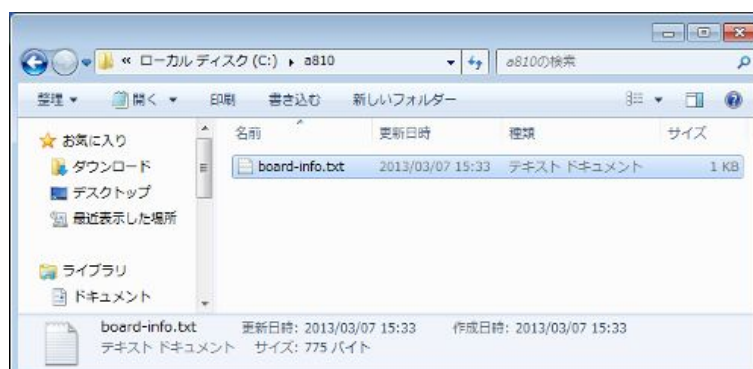 « ローカル ディスク (C:) ▸ a810
a810の検索
整理 ▼ 開く ▼ 印刷 書き込む 新しいフォルダー
お気に入り
ダウンロード
デスクトップ
最近表示した場所
ライブラリ
ドキュメント
名前 更新日時 種類 サイズ
board-info.txt 2013/03/07 15:33 テキスト ドキュメント 1 KB
board-info.txt 更新日時: 2013/03/07 15:33 作成日時: 2013/03/07 15:33
テキスト ドキュメント サイズ: 775 バイト